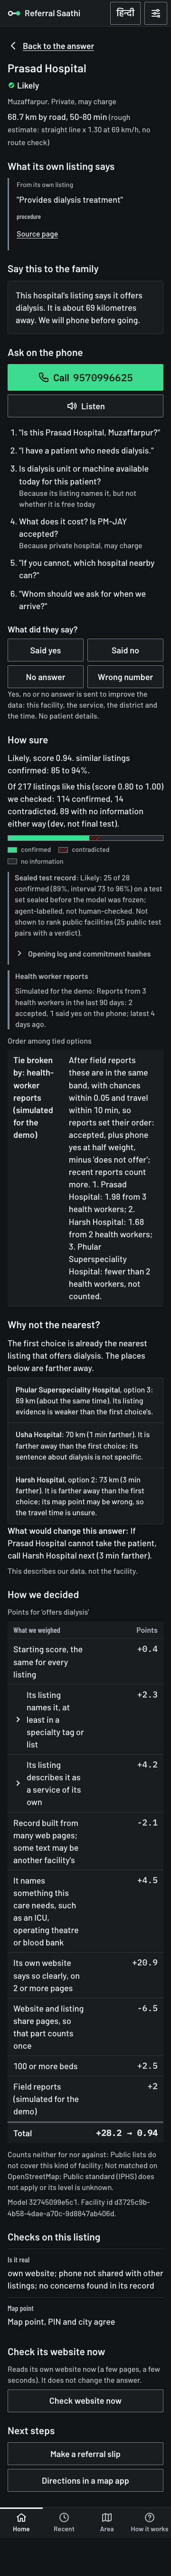 Referral Saathi
हिन्दी
Back to the answer
Prasad Hospital
Likely
Muzaffarpur. Private, may charge
68.7 km by road, 50-80 min (rough
estimate: straight line x 1.30 at 69 km/h, no
route check)
What its own listing says
From its own listing
"Provides dialysis treatment"
procedure
Source page
Say this to the family
This hospital's listing says it offers
dialysis. It is about 69 kilometres
away. We will phone before going.
Ask on the phone
Call 9570996625
Listen
1. "Is this Prasad Hospital, Muzaffarpur?"
2. "I have a patient who needs dialysis."
3. Is dialysis unit or machine available
today for this patient?
Because its listing names it, but not
whether it is free today
4. What does it cost? Is PM-JAY
accepted?
Because private hospital, may charge
5. "If you cannot, which hospital nearby
can?"
6. "Whom should we ask for when we
arrive?"
What did they say?
Said yes
Said no
No answer
Wrong number
Yes, no or no answer is sent to improve the
data: this facility, the service, the district and
the time. No patient details.
How sure
Likely, score 0.94. similar listings
confirmed: 85 to 94%.
Of 217 listings like this (score 0.80 to 1.00)
we checked: 114 confirmed, 14
contradicted, 89 with no information
either way (dev, not final test).
confirmed
contradicted
no information
Sealed test record: Likely: 25 of 28
confirmed (89%, interval 73 to 96%) on a test
set sealed before the model was frozen;
agent-labelled, not human-checked. Not
shown to rank public facilities (25 public test
pairs with a verdict).
Opening log and commitment hashes
Health worker reports
Simulated for the demo: Reports from 3
health workers in the last 90 days: 2
accepted, 1 said yes on the phone; latest 4
days ago.
Order among tied options
Tie broken
by: health-
worker
reports
(simulated
for the
demo)
After field reports
these are in the same
band, with chances
within 0.05 and travel
within 10 min, so
reports set their order:
accepted, plus phone
yes at half weight,
minus 'does not offer';
recent reports count
more. 1. Prasad
Hospital: 1.98 from 3
health workers; 2.
Harsh Hospital: 1.68
from 2 health workers;
3. Phular
Superspeciality
Hospital: fewer than 2
health workers, not
counted.
Why not the nearest?
The first choice is already the nearest
listing that offers dialysis. The places
below are farther away.
Phular Superspeciality Hospital, option 3:
69 km (about the same time). Its listing
evidence is weaker than the first choice's.
Usha Hospital: 70 km (1 min farther). It is
farther away than the first choice; its
sentence about dialysis is not specific.
Harsh Hospital, option 2: 73 km (3 min
farther). It is farther away than the first
choice; its map point may be wrong, so
the travel time is unsure.
What would change this answer: If
Prasad Hospital cannot take the patient,
call Harsh Hospital next (3 min farther).
This describes our data, not the facility.
How we decided
Points for 'offers dialysis'
What we weighed
Points
Starting score, the
same for every
listing
+0.4
Its listing
names it, at
least in a
specialty tag or
list
+2.3
Its listing
describes it as
a service of its
own
+4.2
Record built from
many web pages;
some text may be
another facility's
-2.1
It names
something this
care needs, such
as an ICU,
operating theatre
or blood bank
+4.5
Its own website
says so clearly, on
2 or more pages
+20.9
Website and listing
share pages, so
that part counts
once
-6.5
100 or more beds
+2.5
Field reports
(simulated for the
demo)
+2
Total
+28.2 → 0.94
Counts neither for nor against: Public lists do
not cover this kind of facility; Not matched on
OpenStreetMap; Public standard (IPHS) does
not apply or its level is unknown.
Model 32745099e5c1. Facility id d3725c9b-
4b58-4dae-a70c-9d8847ab406d.
Checks on this listing
Is it real
own website; phone not shared with other
listings; no concerns found in its record
Map point
Map point, PIN and city agree
Check its website now
Reads its own website now (a few pages, a few
seconds). It does not change the answer.
Check website now
Next steps
Make a referral slip
Directions in a map app
Home
Recent
Area
How it works